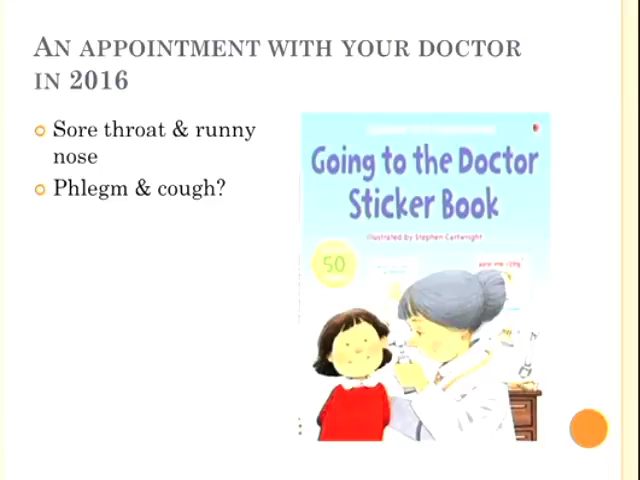 AN APPOINTMENT WITH YOUR DOCTOR
IN 2016
Sore throat & runny
nose
Phlegm & cough?
Going to the Doctor
Sticker Book
Illustrated by Stephen Cartwright
50